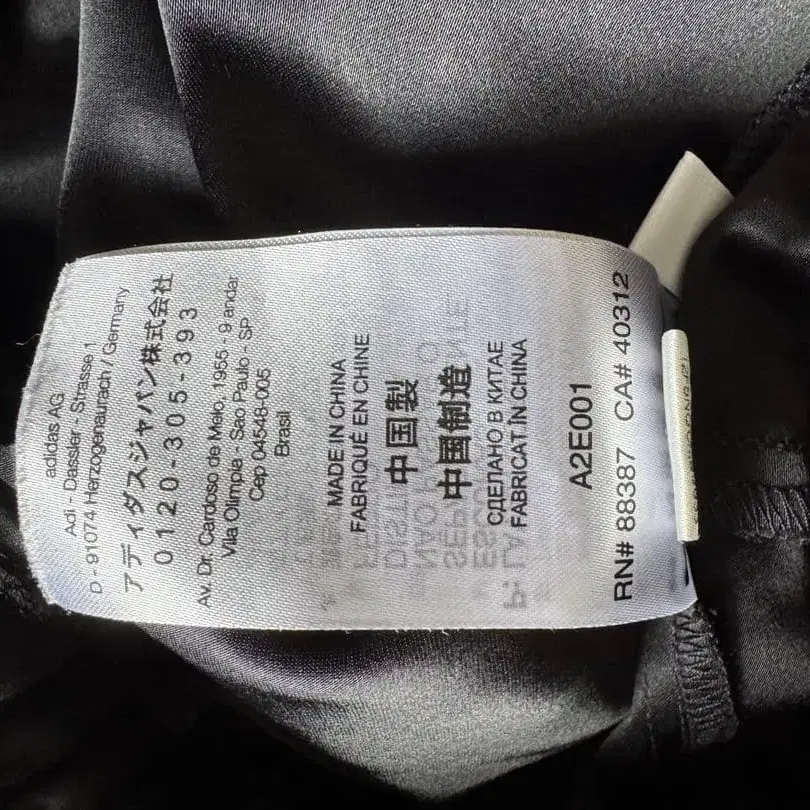 adidas AG
Adi - Dassler - Strasse 1
D - 91074 Herzogenaurach / Germany
アディダスジャパン株式会社
0120-305-393
Av. Dr. Cardoso de Melo, 1955 - 9 andar
Vila Olimpia - Sao Paulo - SP
Cep 04548-005
Brasil
MADE IN CHINA
FABRIQUÉ EN CHINE
中国製
中国制造
СДЕЛАНО В КИТАЕ
FABRICAT ÎN CHINA
A2E001
RN# 88387 CA# 40312